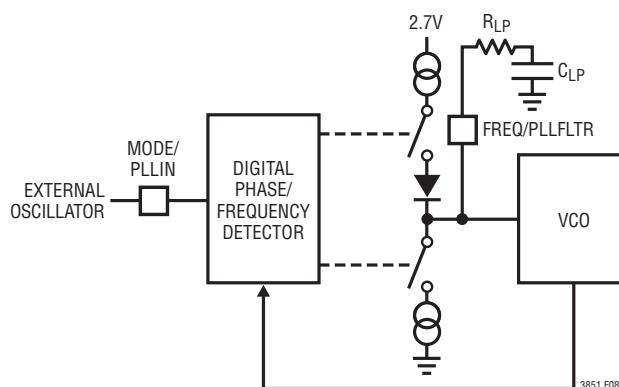 2.7V
RLP
CLP
FREQ/PLLFLTR
MODE/
PLLIN
EXTERNAL
OSCILLATOR
DIGITAL
PHASE/
FREQUENCY
DETECTOR
VCO
3851 F08